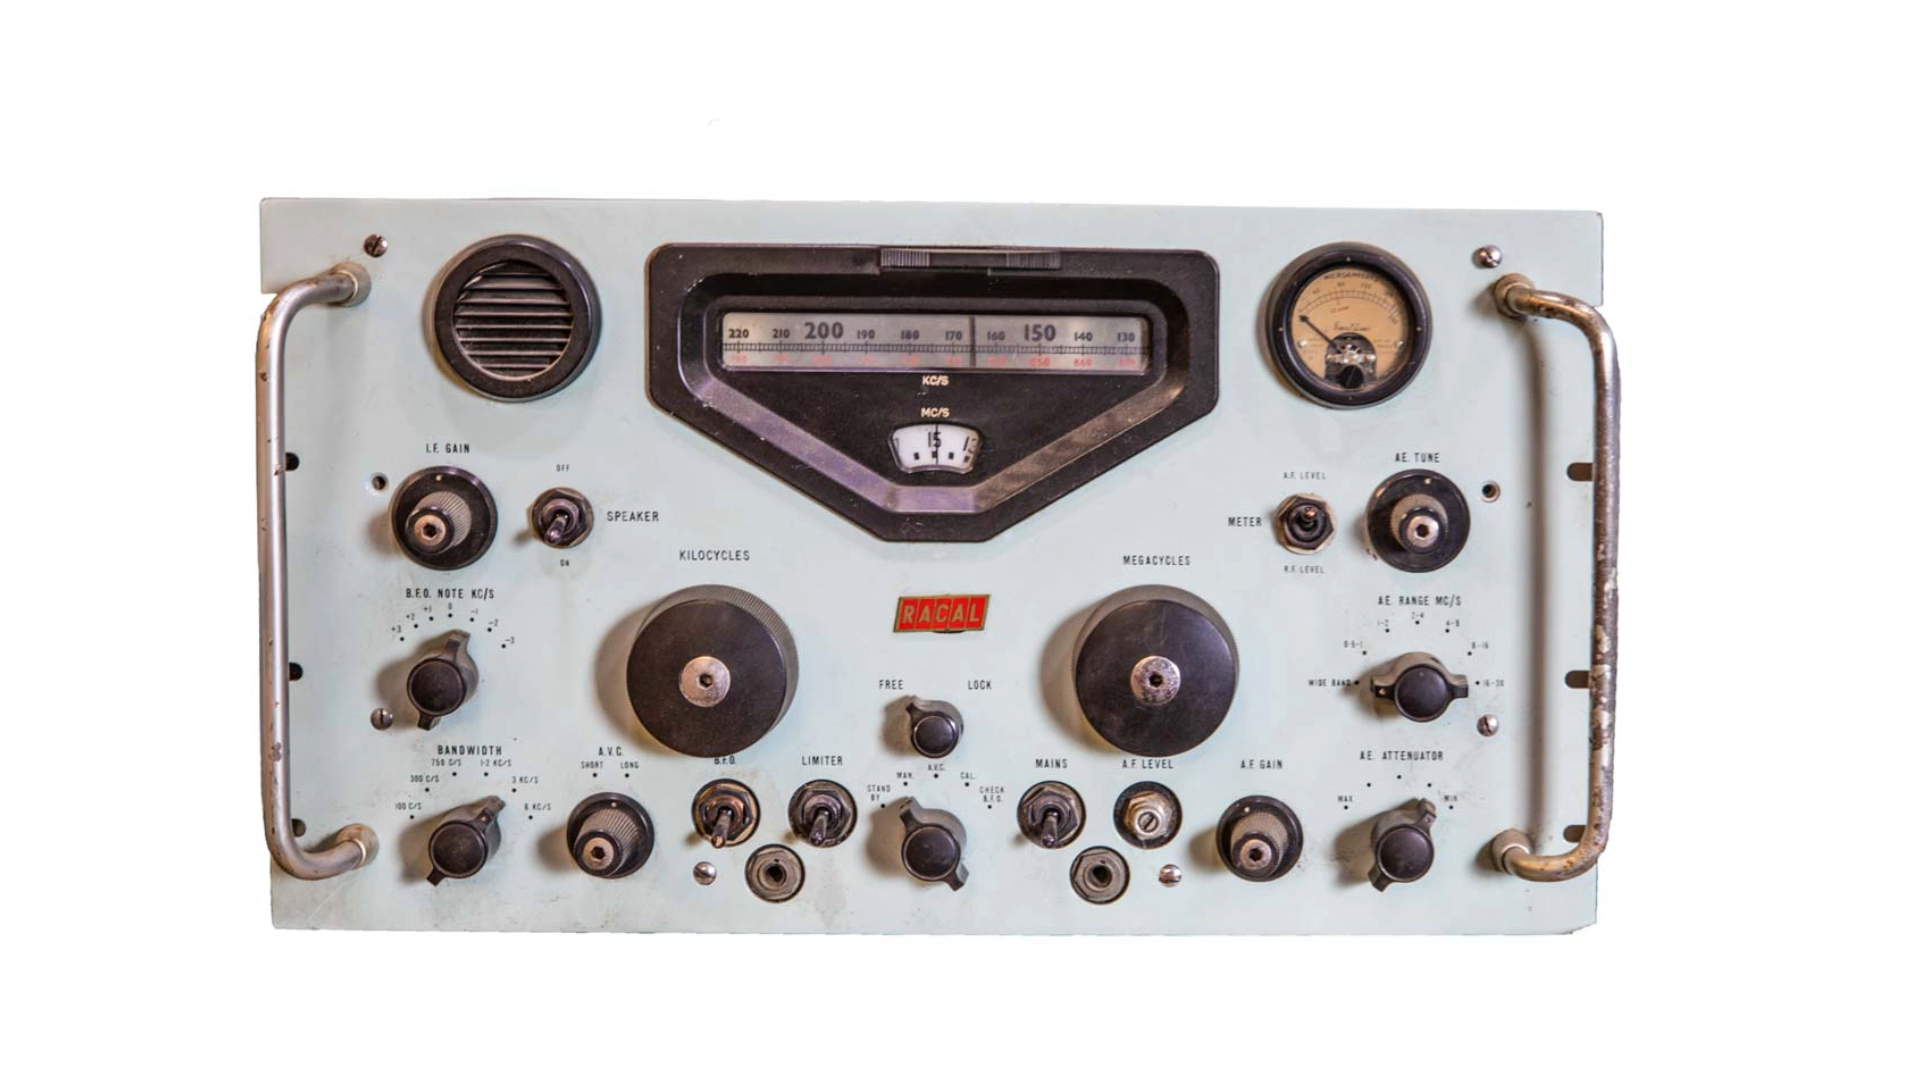 220 210 200 190 180 170 160 150 140 130
850 860
KC/S
MC/S
15
MICROAMPERES
I.F. GAIN
OFF
SPEAKER
ON
A.F. LEVEL
METER
R.F. LEVEL
AE. TUNE
KILOCYCLES
MEGACYCLES
RACAL
B.F.O. NOTE KC/S
+3 +2 +1 0 -1 -2 -3
AE. RANGE MC/S
WIDE BAND 0·5-1 1-2 2-4 4-8 8-16 16-30
FREE LOCK
BANDWIDTH
100 C/S 300 C/S 750 C/S 1·2 KC/S 3 KC/S 8 KC/S
A.V.C.
SHORT LONG
B.F.O.
LIMITER
STAND BY MAN. A.V.C. CAL. CHECK B.F.O.
MAINS
A.F. LEVEL
A.F. GAIN
AE. ATTENUATOR
MAX. MIN.